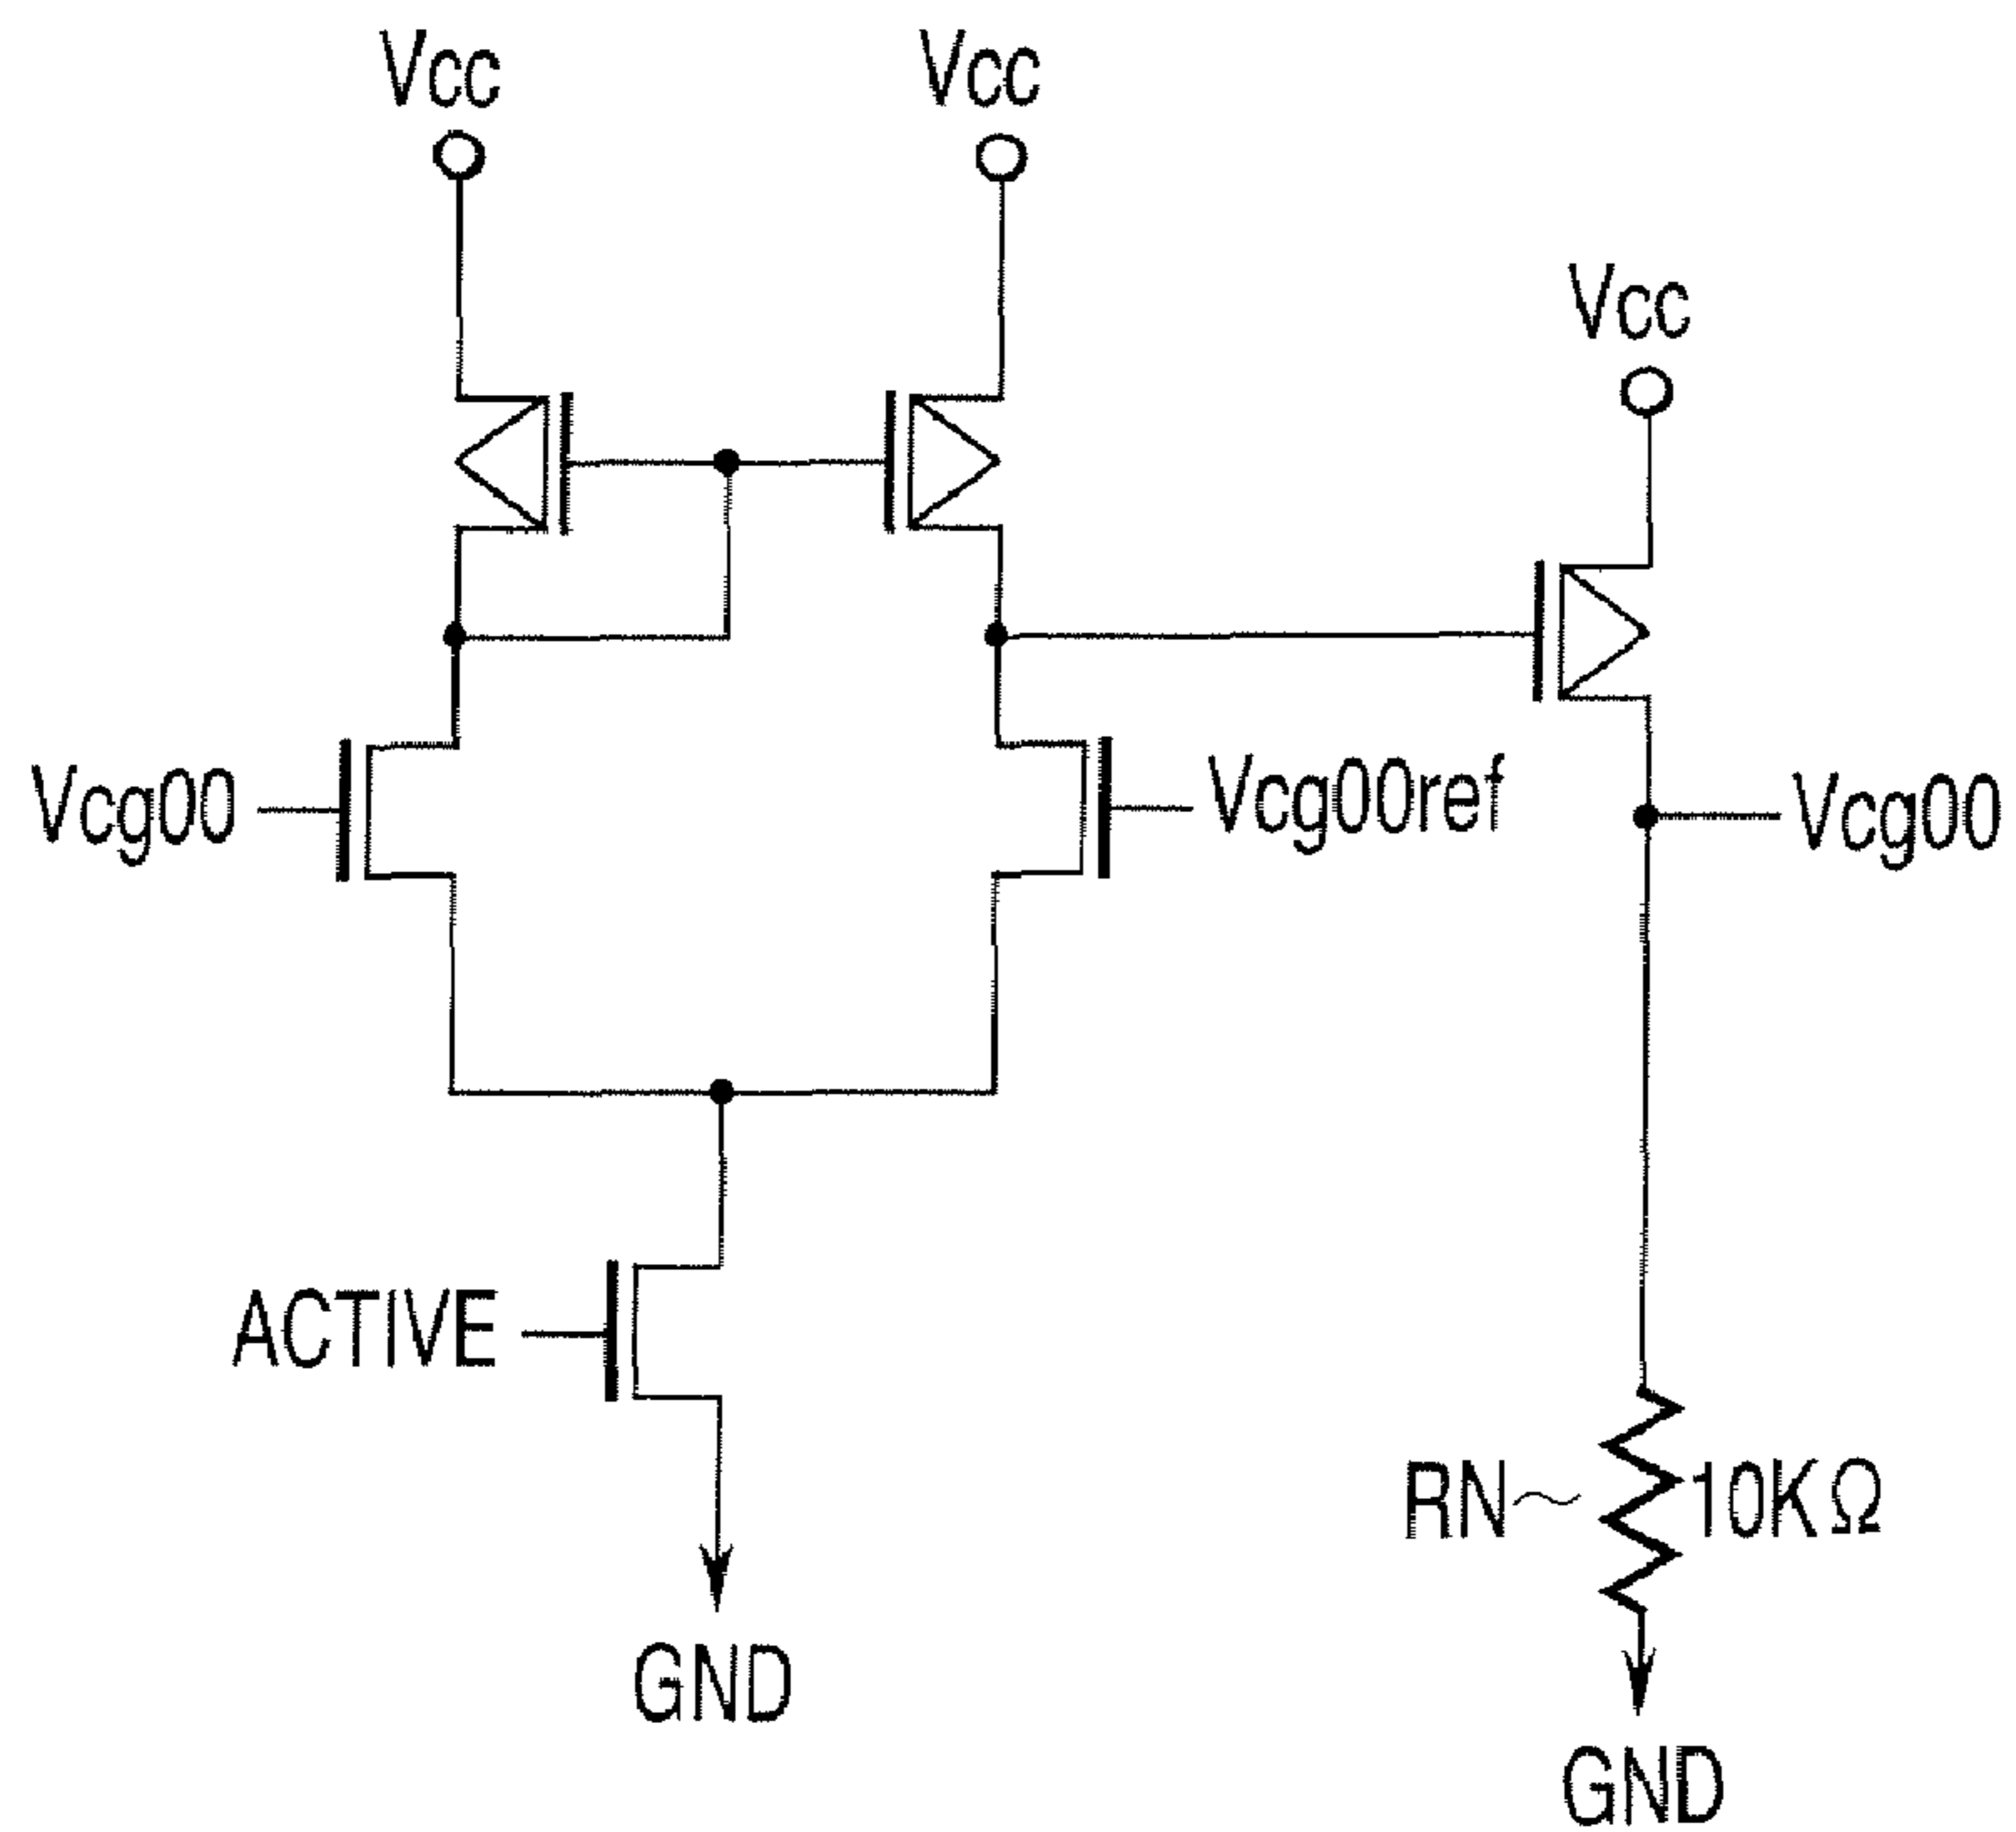 Vcc
Vcc
Vcc
Vcg00
Vcg00ref
Vcg00
ACTIVE
RN
10KΩ
GND
GND